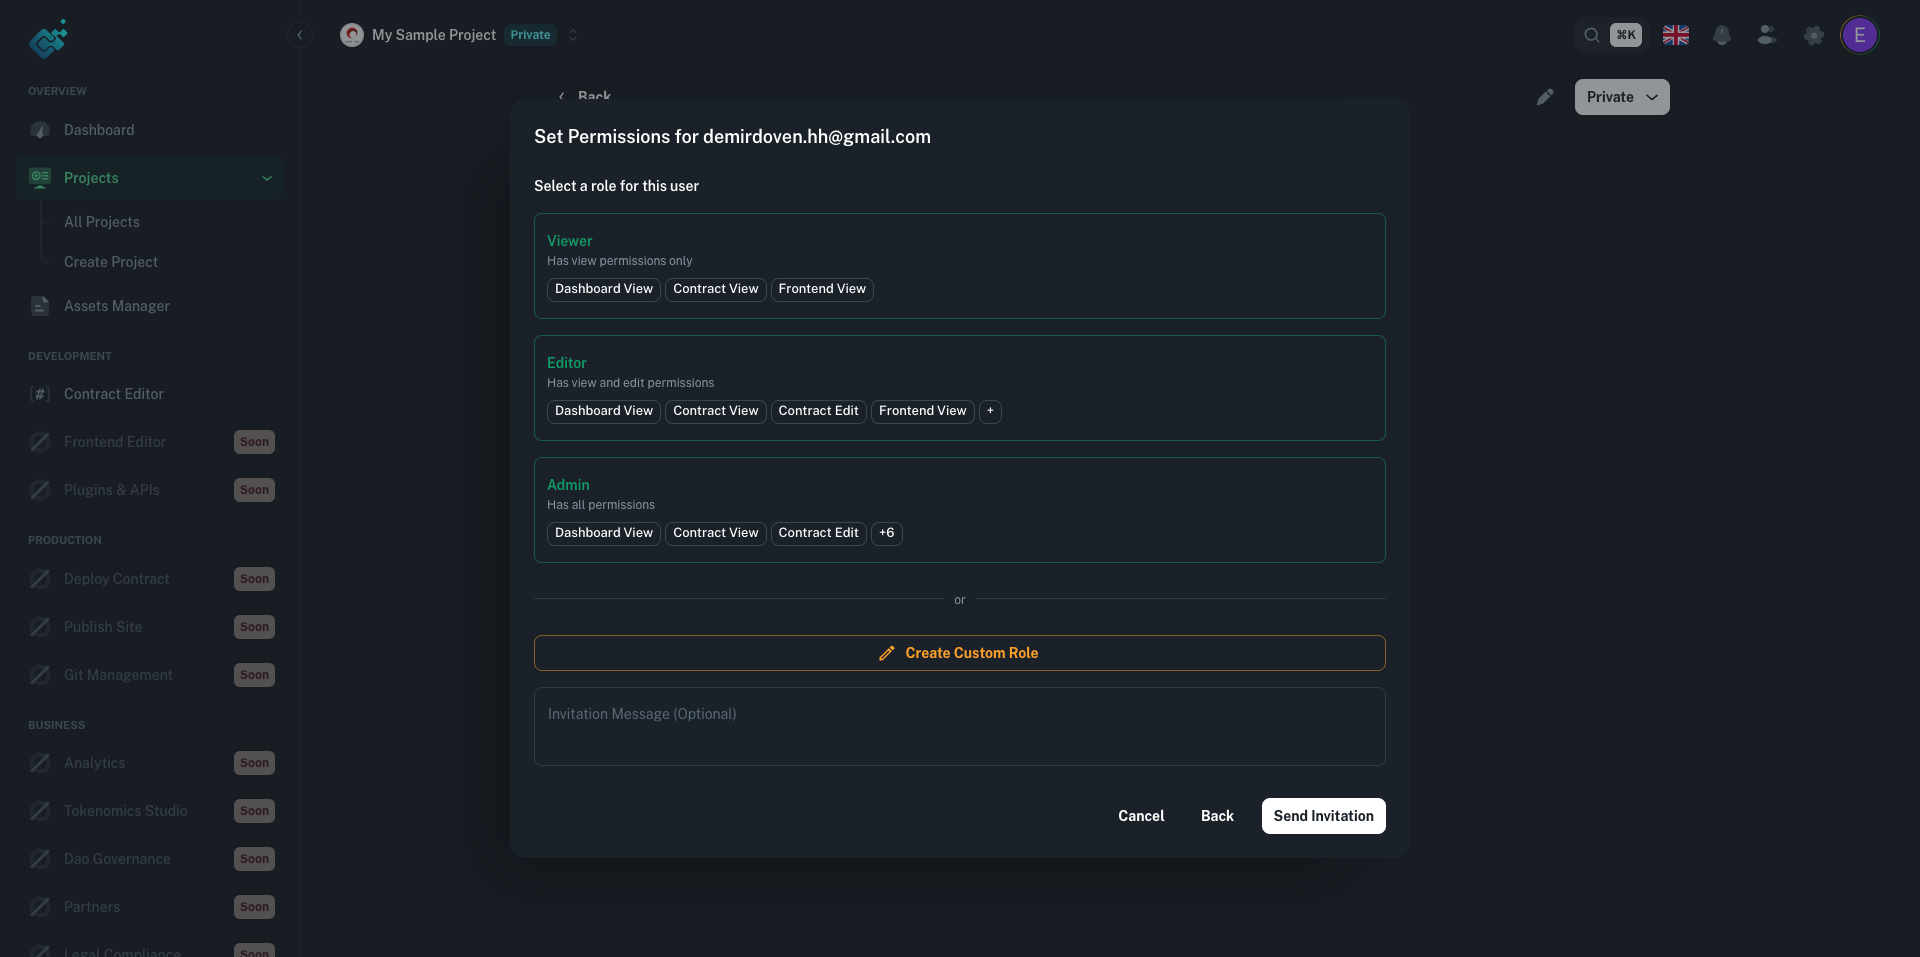 My Sample Project Private
⌘K
E
OVERVIEW
Dashboard
Projects
All Projects
Create Project
Assets Manager
DEVELOPMENT
Contract Editor
Frontend Editor Soon
Plugins & APIs Soon
PRODUCTION
Deploy Contract Soon
Publish Site Soon
Git Management Soon
BUSINESS
Analytics Soon
Tokenomics Studio Soon
Dao Governance Soon
Partners Soon
Legal Compliance Soon
Back
Private
Set Permissions for demirdoven.hh@gmail.com
Select a role for this user
Viewer
Has view permissions only
Dashboard View Contract View Frontend View
Editor
Has view and edit permissions
Dashboard View Contract View Contract Edit Frontend View +
Admin
Has all permissions
Dashboard View Contract View Contract Edit +6
or
Create Custom Role
Invitation Message (Optional)
Cancel Back Send Invitation